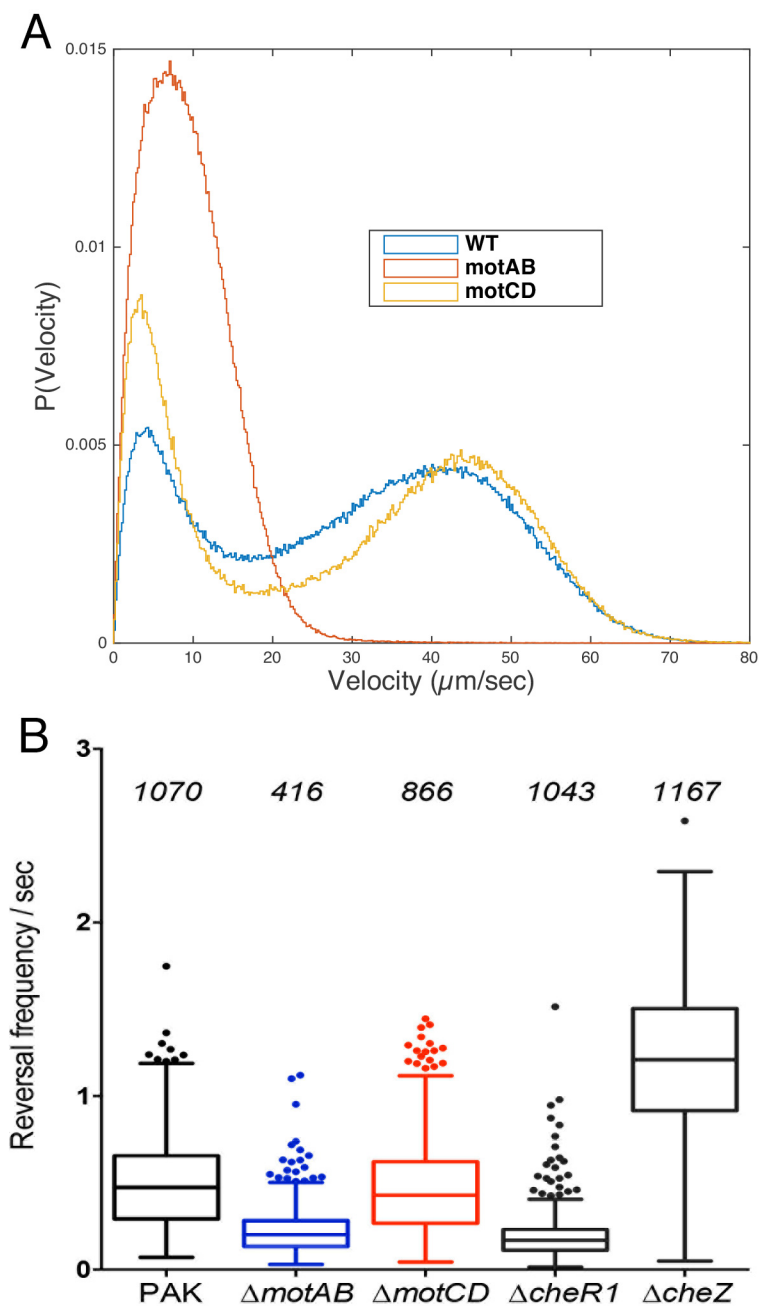 A
0.015
0.01
0.005
0
P(Velocity)
WT
motAB
motCD
0 10 20 30 40 50 60 70 80
Velocity (µm/sec)
B
3
2
1
0
Reversal frequency / sec
1070 416 866 1043 1167
PAK ΔmotAB ΔmotCD ΔcheR1 ΔcheZ